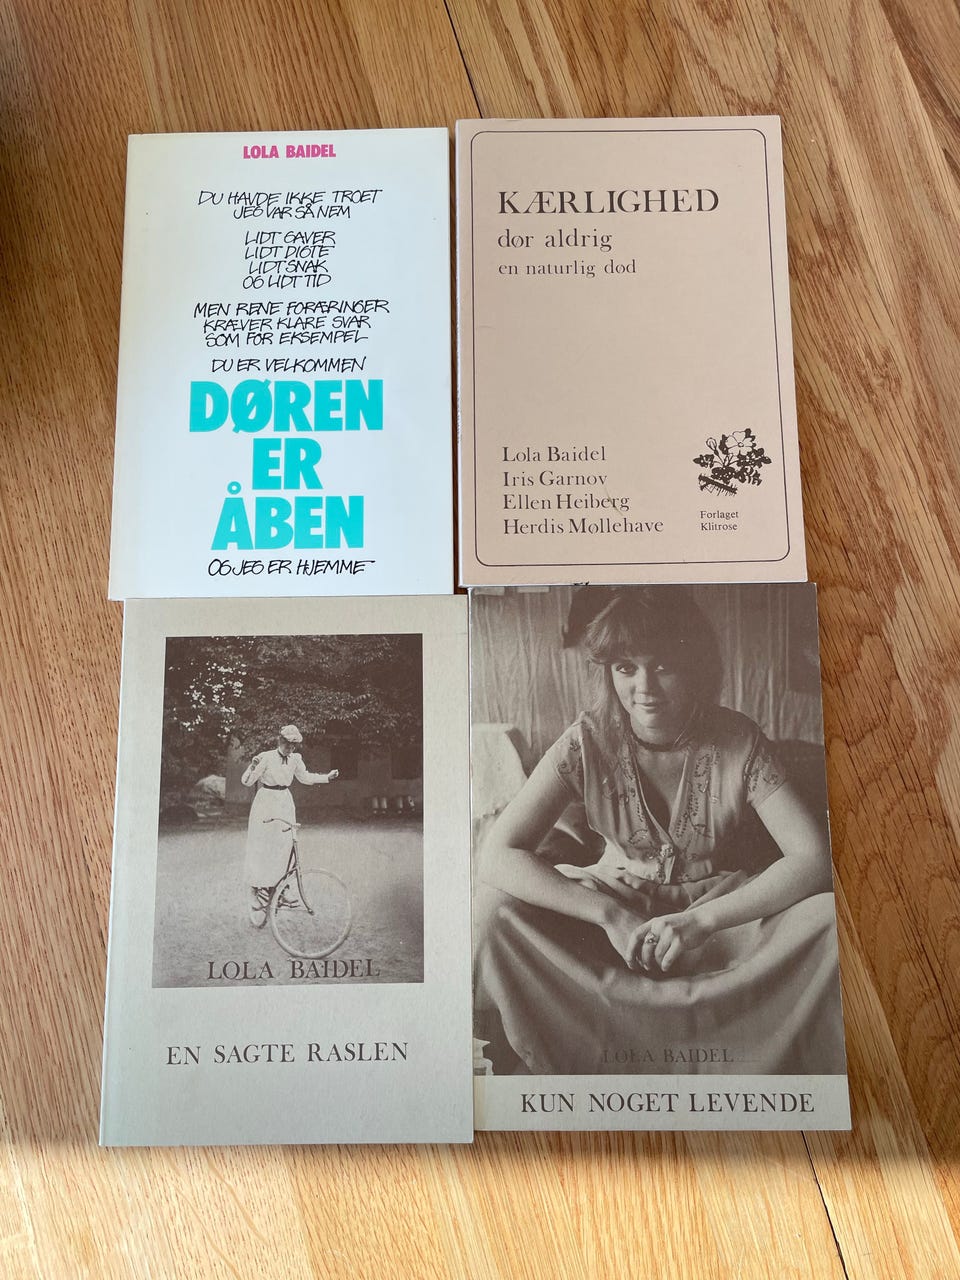 LOLA BAIDEL
DU HAVDE IKKE TROET
JEG VAR SÅ NEM
LIDT GAVER
LIDT DIGTE
LIDT SNAK
OG LIDT TID
MEN RENE FORÆRINGER
KRÆVER KLARE SVAR
SOM FOR EKSEMPEL
DU ER VELKOMMEN
DØREN
ER
ÅBEN
OG JEG ER HJEMME
KÆRLIGHED
dør aldrig
en naturlig død
Lola Baidel
Iris Garnov
Ellen Heiberg
Herdis Møllehave
Forlaget
Klitrose
LOLA BAIDEL
EN SAGTE RASLEN
LOLA BAIDEL
KUN NOGET LEVENDE